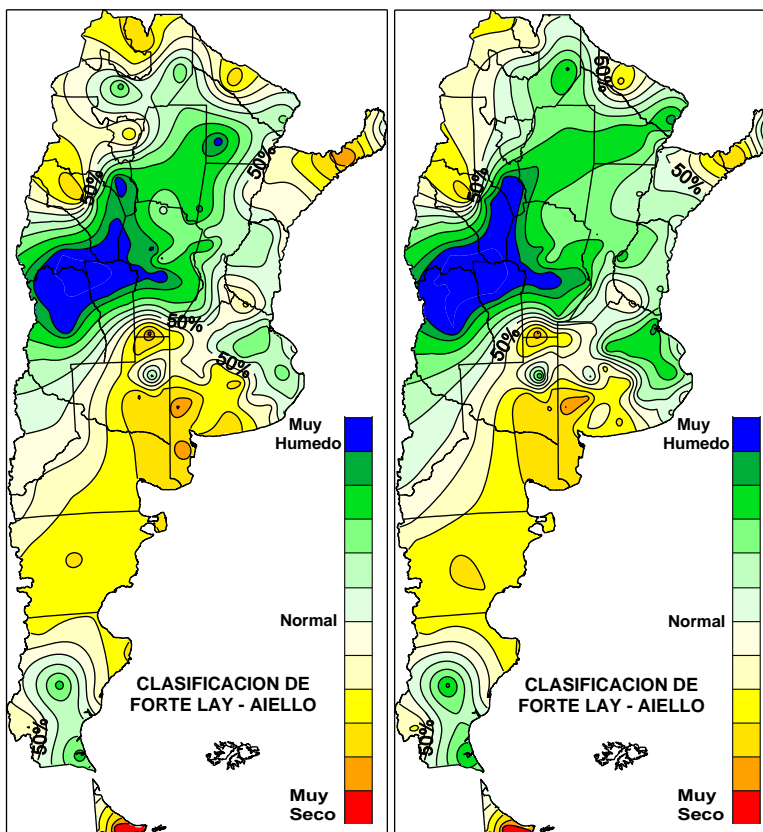 50%
50%
50%
50%
Muy
Humedo
Normal
CLASIFICACION DE
FORTE LAY - AIELLO
50%
Muy
Seco
50%
50%
50%
50%
Muy
Humedo
Normal
CLASIFICACION DE
FORTE LAY - AIELLO
50%
Muy
Seco